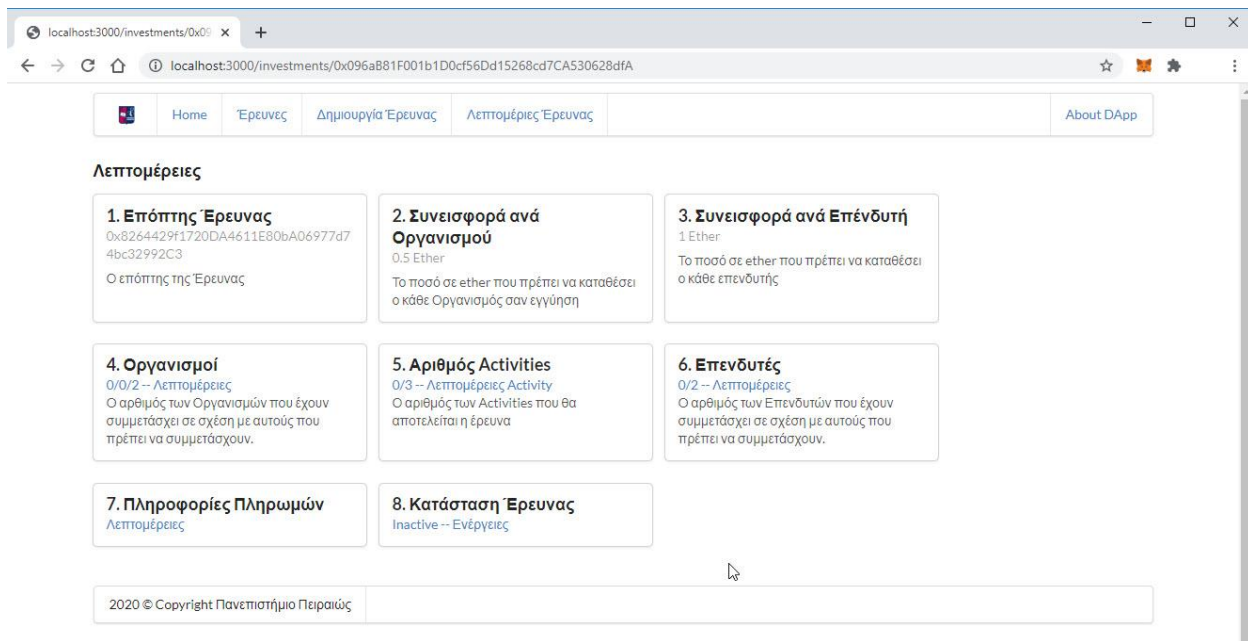 localhost:3000/investments/0x09
localhost:3000/investments/0x096aB81F001b1D0cf56Dd15268cd7CA530628dfA
Home Έρευνες Δημιουργία Έρευνας Λεπτομέριες Έρευνας About DApp
Λεπτομέρειες
1. Επόπτης Έρευνας
0x8264429f1720DA4611E80bA06977d7
4bc32992C3
Ο επόπτης της Έρευνας
2. Συνεισφορά ανά
Οργανισμού
0.5 Ether
Το ποσό σε ether που πρέπει να καταθέσει
ο κάθε Οργανισμός σαν εγγύηση
3. Συνεισφορά ανά Επένδυτή
1 Ether
Το ποσό σε ether που πρέπει να καταθέσει
ο κάθε επενδυτής
4. Οργανισμοί
0/0/2 -- Λεπτομέρειες
Ο αρθιμός των Οργανισμών που έχουν
συμμετάσχει σε σχέση με αυτούς που
πρέπει να συμμετάσχουν.
5. Αριθμός Activities
0/3 -- Λεπτομέρειες Activity
Ο αριθμός των Activities που θα
αποτελείται η έρευνα
6. Επενδυτές
0/2 -- Λεπτομέρειες
Ο αρθιμός των Επενδυτών που έχουν
συμμετάσχει σε σχέση με αυτούς που
πρέπει να συμμετάσχουν.
7. Πληροφορίες Πληρωμών
Λεπτομέρειες
8. Κατάσταση Έρευνας
Inactive -- Ενέργειες
2020 © Copyright Πανεπιστήμιο Πειραιώς